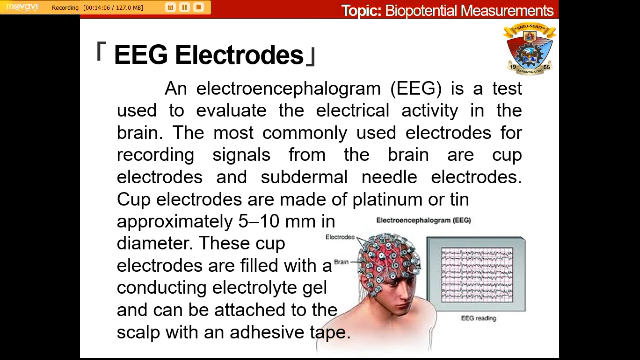 movavi
Recording [00:14:06 / 127.0 MB]
Topic: Biopotential Measurements
「 EEG Electrodes」
An electroencephalogram (EEG) is a test
used to evaluate the electrical activity in the
brain. The most commonly used electrodes for
recording signals from the brain are cup
electrodes and subdermal needle electrodes.
Cup electrodes are made of platinum or tin
approximately 5–10 mm in
diameter. These cup
electrodes are filled with a
conducting electrolyte gel
and can be attached to the
scalp with an adhesive tape.
Electroencephalogram (EEG)
Electrodes
Brain
EEG reading